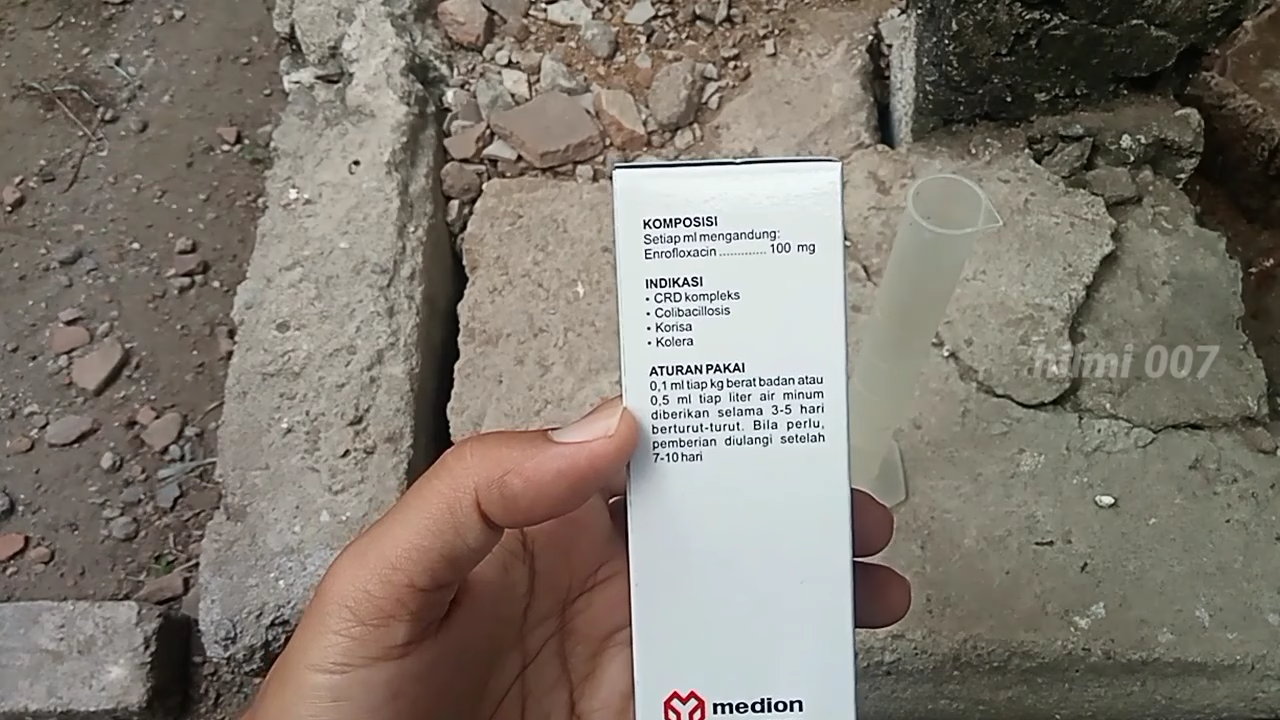 KOMPOSISI
Setiap ml mengandung:
Enrofloxacin ............. 100 mg
INDIKASI
• CRD kompleks
• Colibacillosis
• Korisa
• Kolera
ATURAN PAKAI
0,1 ml tiap kg berat badan atau
0,5 ml tiap liter air minum
diberikan selama 3-5 hari
berturut-turut. Bila perlu,
pemberian diulangi setelah
7-10 hari
medion
hilmi 007